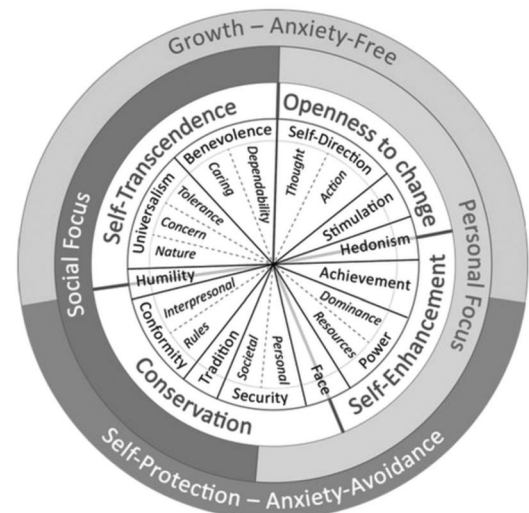 Growth – Anxiety-Free
Social Focus
Personal Focus
Self-Protection – Anxiety-Avoidance
Self-Transcendence
Openness to change
Self-Enhancement
Conservation
Benevolence
Caring
Dependability
Self-Direction
Thought
Action
Stimulation
Hedonism
Achievement
Dominance
Resources
Power
Face
Security
Personal
Societal
Tradition
Conformity
Rules
Interpresonal
Humility
Universalism
Nature
Concern
Tolerance